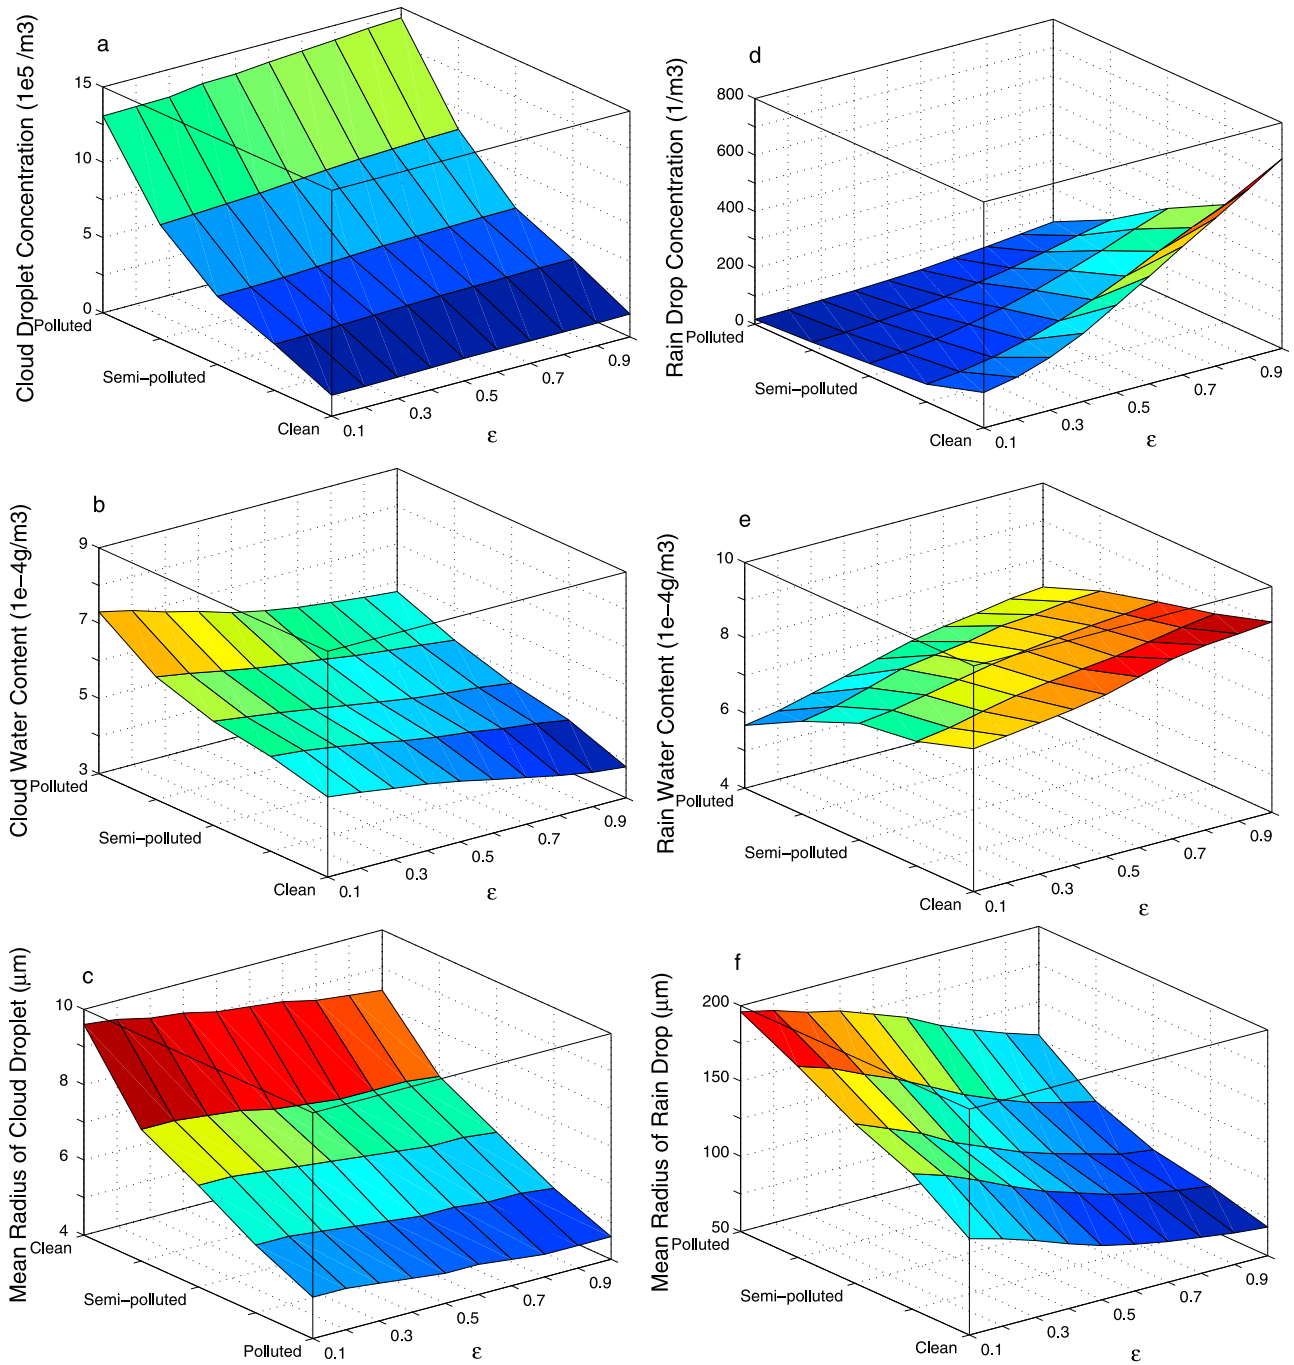 a
Cloud Droplet Concentration (1e5 /m3)
15
10
5
0
Polluted
Semi−polluted
Clean
0.1
0.3
0.5
0.7
0.9
ε
d
Rain Drop Concentration (1/m3)
800
600
400
200
0
Polluted
Semi−polluted
Clean
0.1
0.3
0.5
0.7
0.9
ε
b
Cloud Water Content (1e−4g/m3)
9
7
5
3
Polluted
Semi−polluted
Clean
0.1
0.3
0.5
0.7
0.9
ε
e
Rain Water Content (1e−4g/m3)
10
8
6
4
Polluted
Semi−polluted
Clean
0.1
0.3
0.5
0.7
0.9
ε
c
Mean Radius of Cloud Droplet (μm)
10
8
6
4
Clean
Semi−polluted
Polluted
0.1
0.3
0.5
0.7
0.9
ε
f
Mean Radius of Rain Drop (μm)
200
150
100
50
Polluted
Semi−polluted
Clean
0.1
0.3
0.5
0.7
0.9
ε